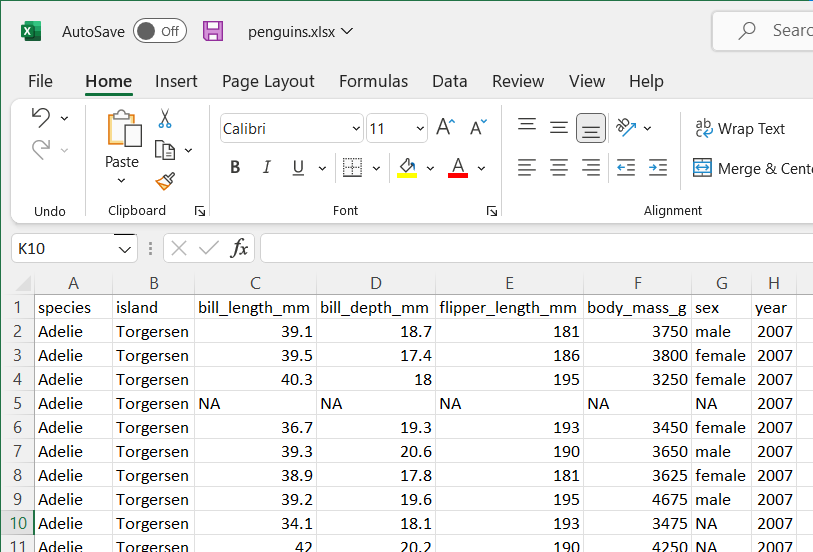 AutoSave Off penguins.xlsx Searc
File Home Insert Page Layout Formulas Data Review View Help
Calibri 11
Wrap Text
Paste
B I U A Merge & Cente
Undo Clipboard Font Alignment
K10 fx
A B C D E F G H
1 species island bill_length_mm bill_depth_mm flipper_length_mm body_mass_g sex year
2 Adelie Torgersen 39.1 18.7 181 3750 male 2007
3 Adelie Torgersen 39.5 17.4 186 3800 female 2007
4 Adelie Torgersen 40.3 18 195 3250 female 2007
5 Adelie Torgersen NA NA NA NA NA 2007
6 Adelie Torgersen 36.7 19.3 193 3450 female 2007
7 Adelie Torgersen 39.3 20.6 190 3650 male 2007
8 Adelie Torgersen 38.9 17.8 181 3625 female 2007
9 Adelie Torgersen 39.2 19.6 195 4675 male 2007
10 Adelie Torgersen 34.1 18.1 193 3475 NA 2007
11 Adelie Torgersen 42 20.2 190 4250 NA 2007